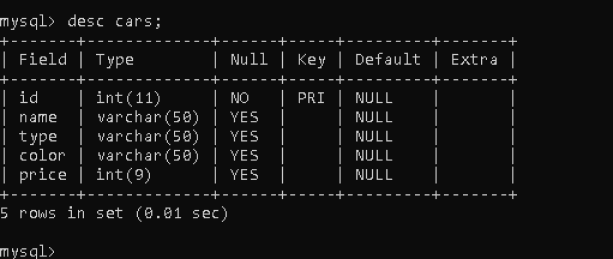 mysql> desc cars;
+-------+-------------+------+-----+---------+-------+
| Field | Type        | Null | Key | Default | Extra |
+-------+-------------+------+-----+---------+-------+
| id    | int(11)     | NO   | PRI | NULL    |       |
| name  | varchar(50) | YES  |     | NULL    |       |
| type  | varchar(50) | YES  |     | NULL    |       |
| color | varchar(50) | YES  |     | NULL    |       |
| price | int(9)      | YES  |     | NULL    |       |
+-------+-------------+------+-----+---------+-------+
5 rows in set (0.01 sec)
mysql>